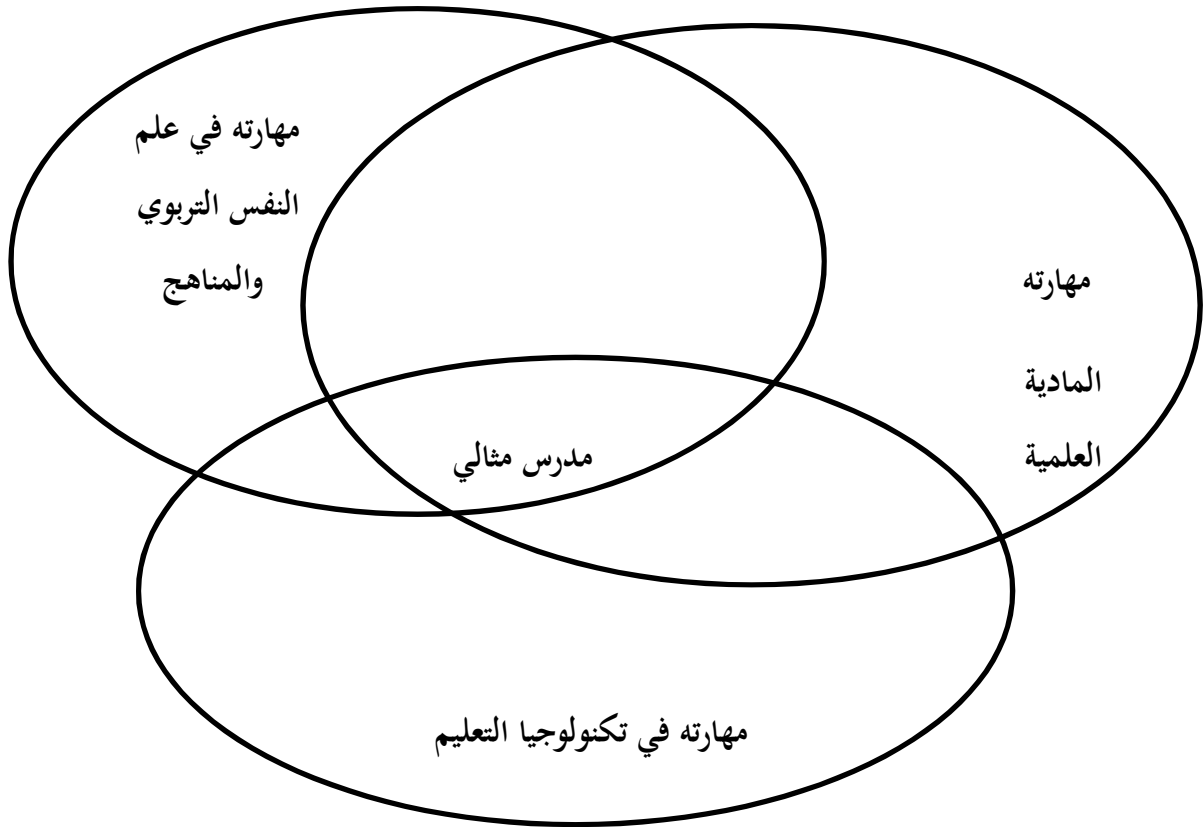 مهارته في علم
النفس التربوي
والمناهج
مهارته
المادية
العلمية
مدرس مثالي
مهارته في تكنولوجيا التعليم